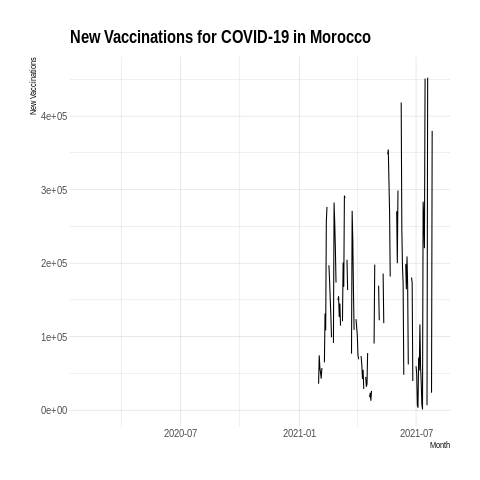 New Vaccinations for COVID-19 in Morocco
New Vaccinations
4e+05
3e+05
2e+05
1e+05
0e+00
2020-07
2021-01
2021-07
Month